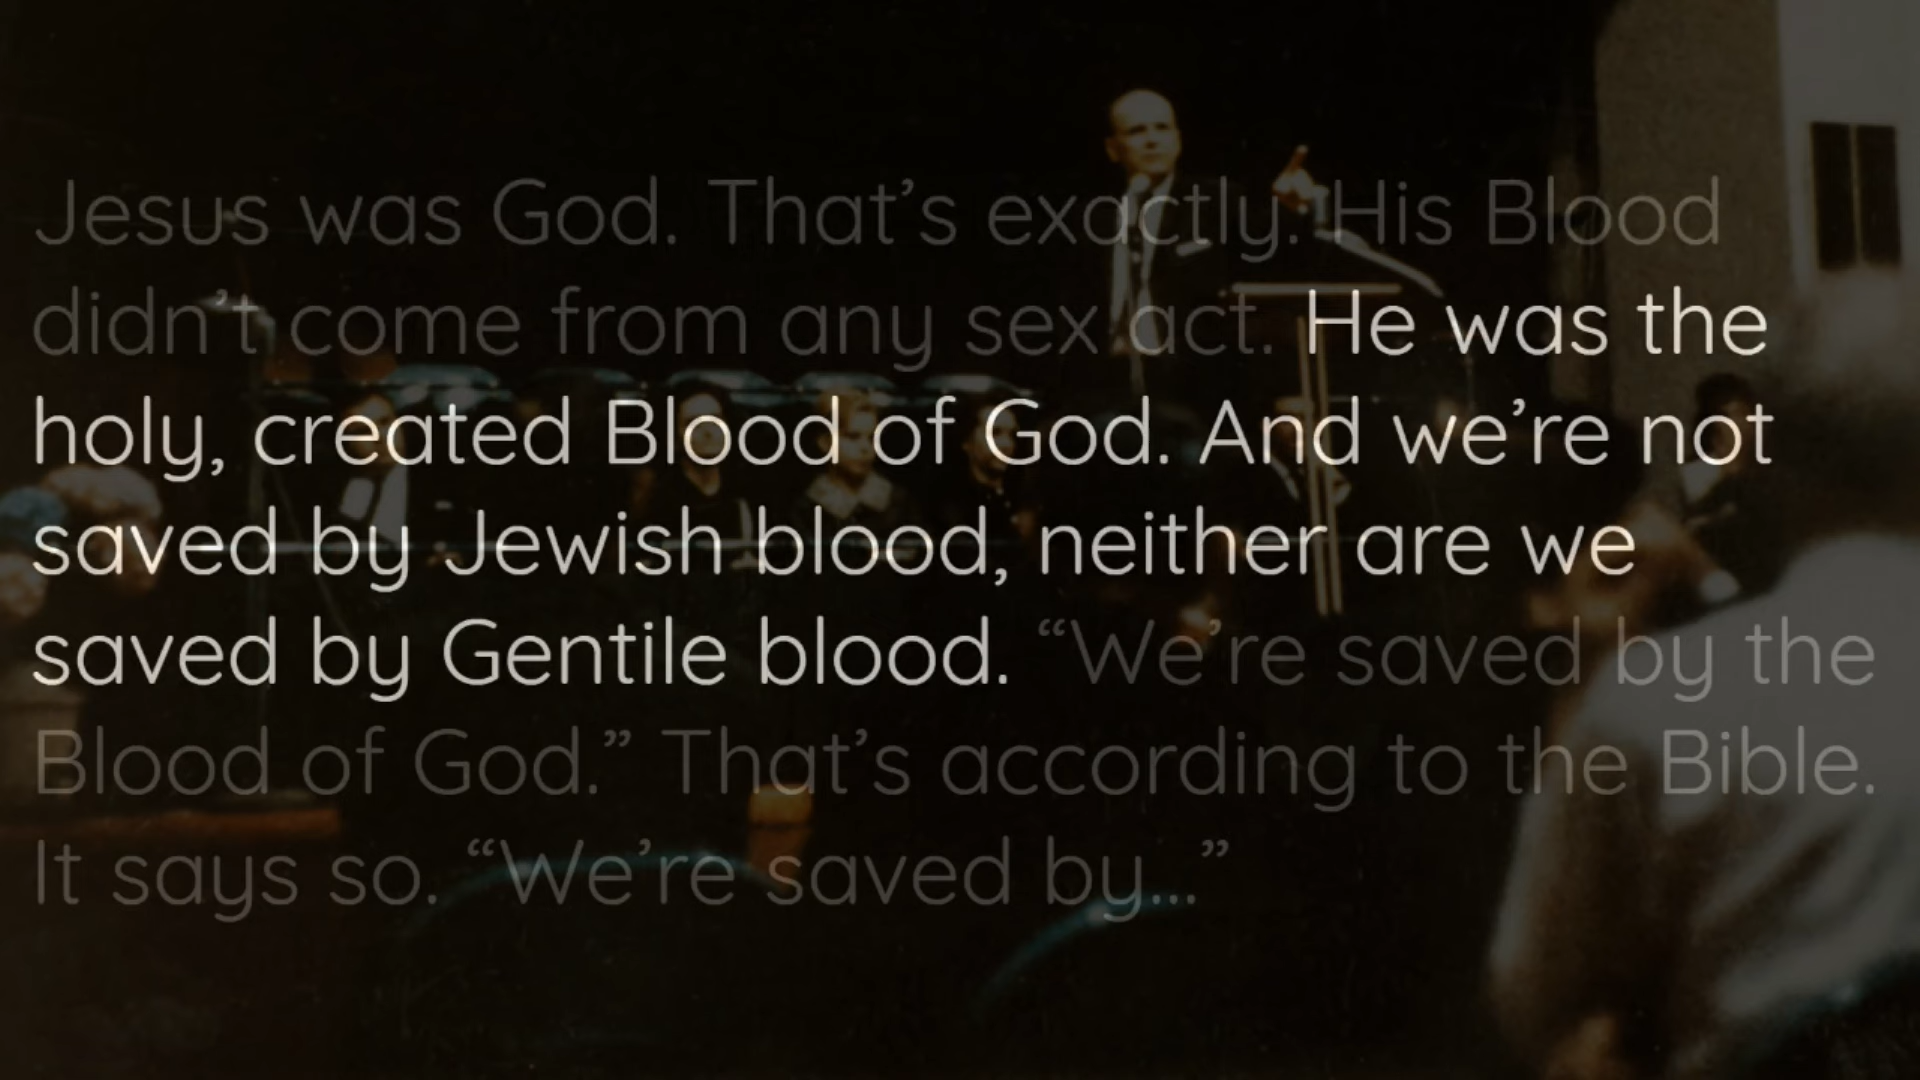 Jesus was God. That’s exactly. His Blood
didn’t come from any sex act. He was the
holy, created Blood of God. And we’re not
saved by Jewish blood, neither are we
saved by Gentile blood. “We’re saved by the
Blood of God.” That’s according to the Bible.
It says so. “We’re saved by...”